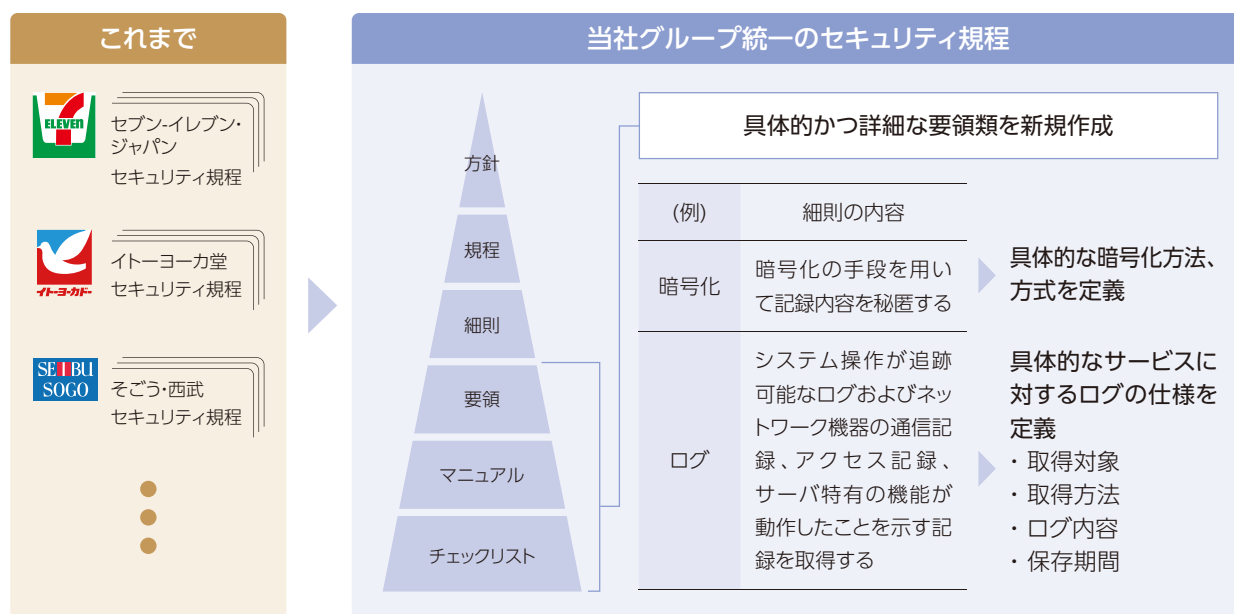 これまで
ELEVEN
セブン-イレブン・
ジャパン
セキュリティ規程
イトーヨーカドー
イトーヨーカ堂
セキュリティ規程
SEIBU
SOGO
そごう・西武
セキュリティ規程
当社グループ統一のセキュリティ規程
方針
規程
細則
要領
マニュアル
チェックリスト
具体的かつ詳細な要領類を新規作成
(例)
細則の内容
暗号化
暗号化の手段を用い
て記録内容を秘匿する
具体的な暗号化方法、
方式を定義
ログ
システム操作が追跡
可能なログおよびネッ
トワーク機器の通信記
録、アクセス記録、
サーバ特有の機能が
動作したことを示す記
録を取得する
具体的なサービスに
対するログの仕様を
定義
・取得対象
・取得方法
・ログ内容
・保存期間